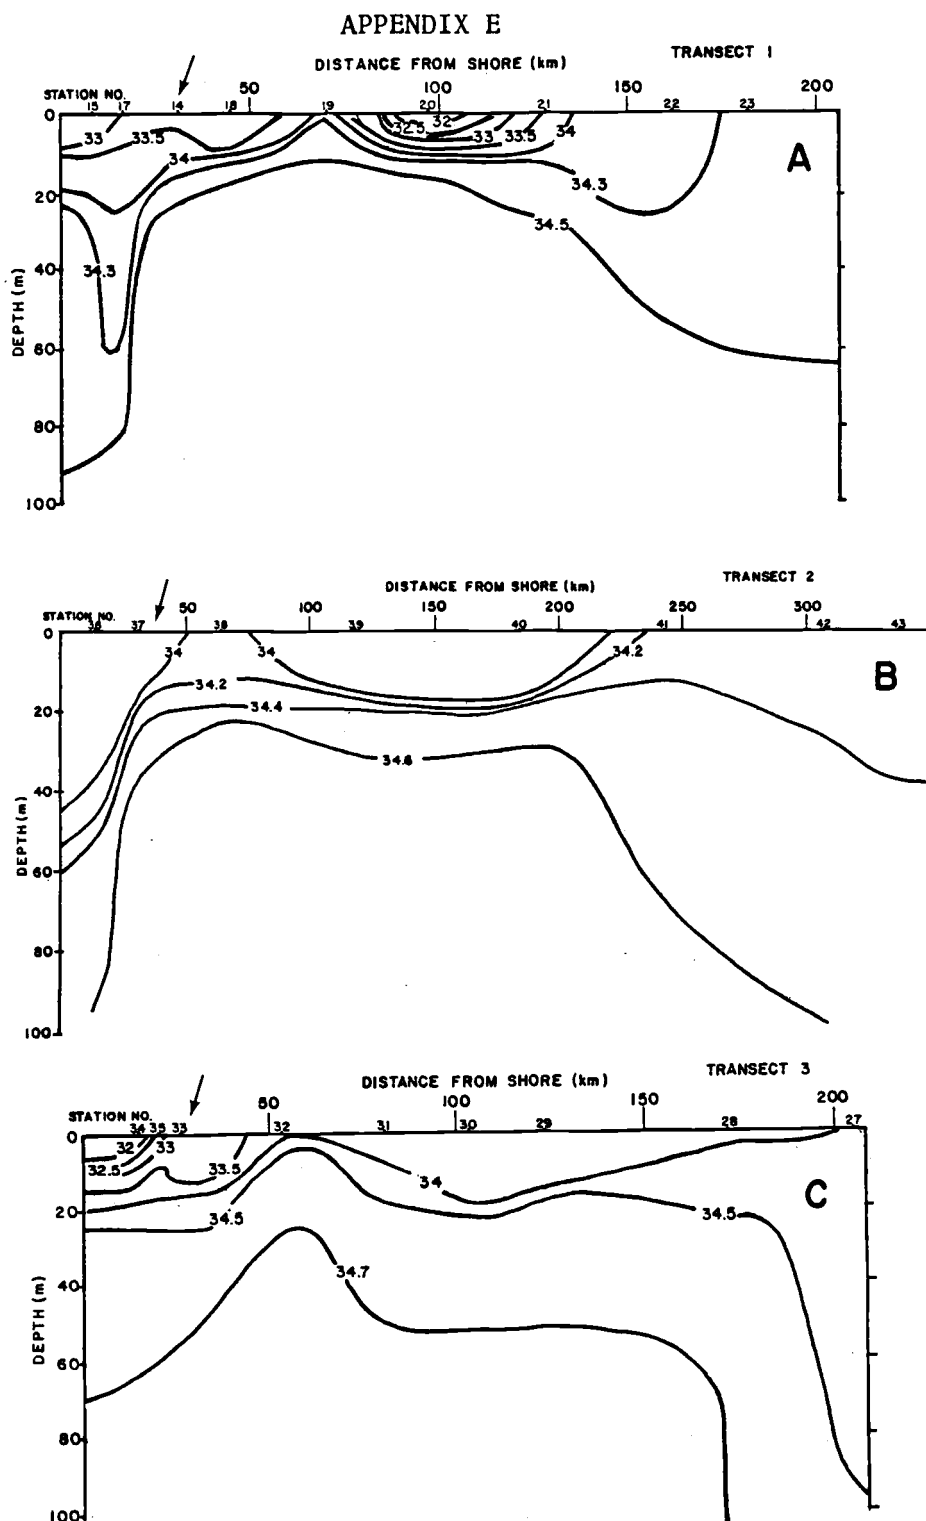 APPENDIX E
TRANSECT 1
DISTANCE FROM SHORE (km)
50 100 150 200
STATION NO.
15 17 14 18 19 20 21 22 23
0
20
40
60
80
100
DEPTH (m)
33 33.5 34 34.3 32.5 32 33 33.5 34 34.3 34.5
A
TRANSECT 2
DISTANCE FROM SHORE (km)
50 100 150 200 250 300
STATION NO.
36 37 38 39 40 41 42 43
0
20
40
60
80
100
DEPTH (m)
34 34 34.2 34.2 34.4 34.6
B
TRANSECT 3
DISTANCE FROM SHORE (km)
50 100 150 200
STATION NO.
34 35 33 32 31 30 29 28 27
0
20
40
60
80
100
DEPTH (m)
32 33 32.5 33.5 34 34.5 34.5 34.7
C